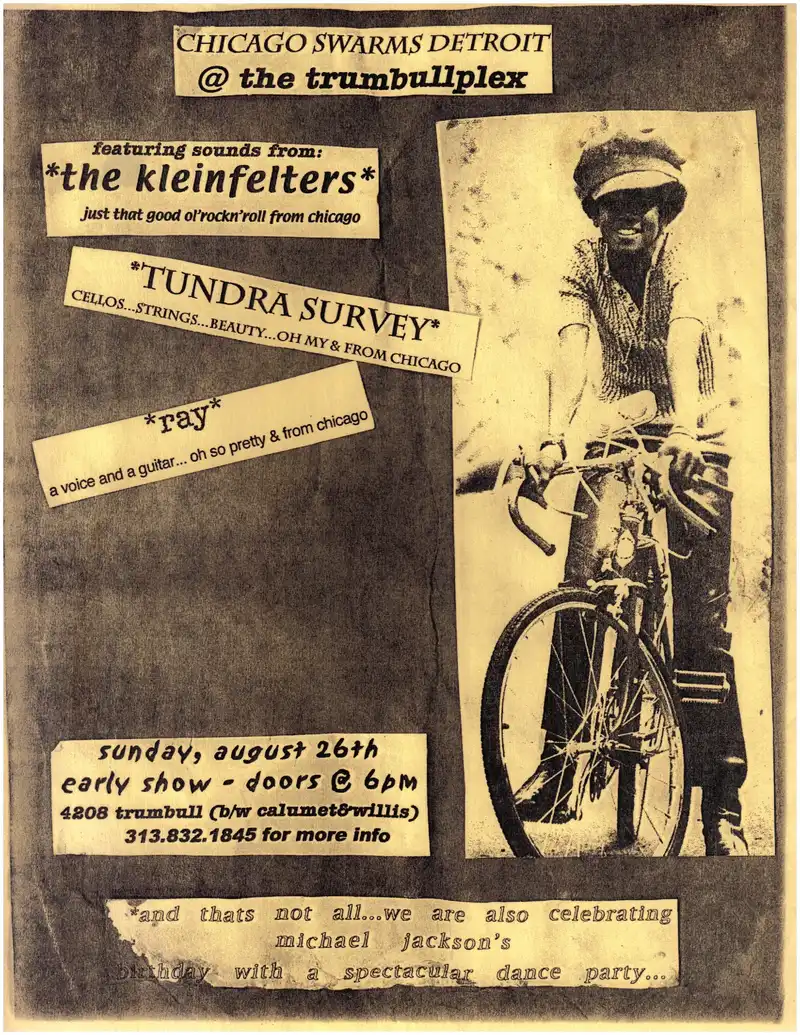 CHICAGO SWARMS DETROIT
@ the trumbullplex
featuring sounds from:
*the kleinfelters*
just that good ol'rockn'roll from chicago
*TUNDRA SURVEY*
CELLOS...STRINGS...BEAUTY...OH MY & FROM CHICAGO
*ray*
a voice and a guitar... oh so pretty & from chicago
sunday, august 26th
early show - doors @ 6pm
4208 trumbull (b/w calumet&willis)
313.832.1845 for more info
*and thats not all...we are also celebrating
michael jackson's
birthday with a spectacular dance party...